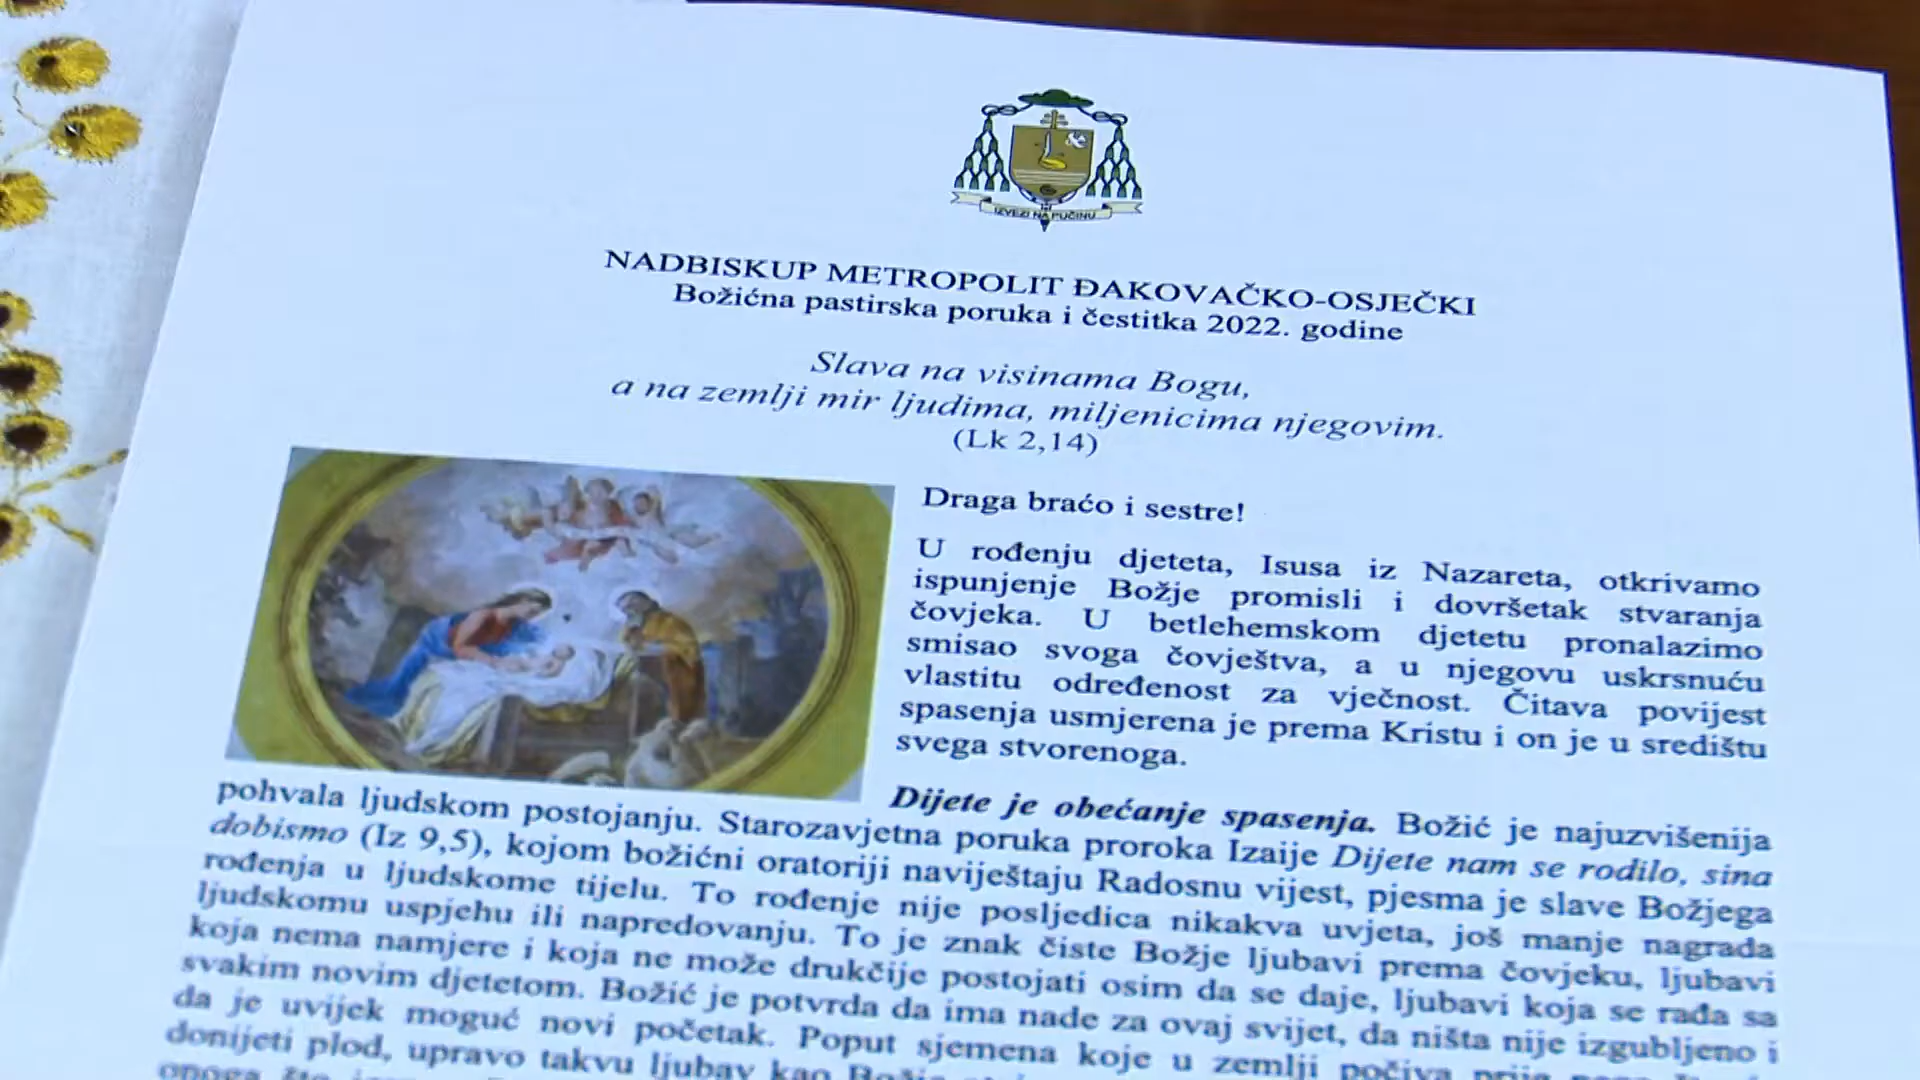 IZVEZI NA PUČINU
NADBISKUP METROPOLIT ĐAKOVAČKO-OSJEČKI
Božićna pastirska poruka i čestitka 2022. godine
Slava na visinama Bogu,
a na zemlji mir ljudima, miljenicima njegovim.
(Lk 2,14)
Draga braćo i sestre!
U rođenju djeteta, Isusa iz Nazareta, otkrivamo
ispunjenje Božje promisli i dovršetak stvaranja
čovjeka. U betlehemskom djetetu pronalazimo
smisao svoga čovještva, a u njegovu uskrsnuću
vlastitu određenost za vječnost. Čitava povijest
spasenja usmjerena je prema Kristu i on je u središtu
svega stvorenoga.
Dijete je obećanje spasenja. Božić je najuzvišenija
pohvala ljudskom postojanju. Starozavjetna poruka proroka Izaije Dijete nam se rodilo, sina
dobismo (Iz 9,5), kojom božićni oratoriji naviještaju Radosnu vijest, pjesma je slave Božjega
rođenja u ljudskome tijelu. To rođenje nije posljedica nikakva uvjeta, još manje nagrada
ljudskomu uspjehu ili napredovanju. To je znak čiste Božje ljubavi prema čovjeku, ljubavi
koja nema namjere i koja ne može drukčije postojati osim da se daje, ljubavi koja se rađa sa
svakim novim djetetom. Božić je potvrda da ima nade za ovaj svijet, da ništa nije izgubljeno i
da je uvijek moguć novi početak. Poput sjemena koje u zemlji počiva prije
donijeti plod, upravo takvu ljubav kao